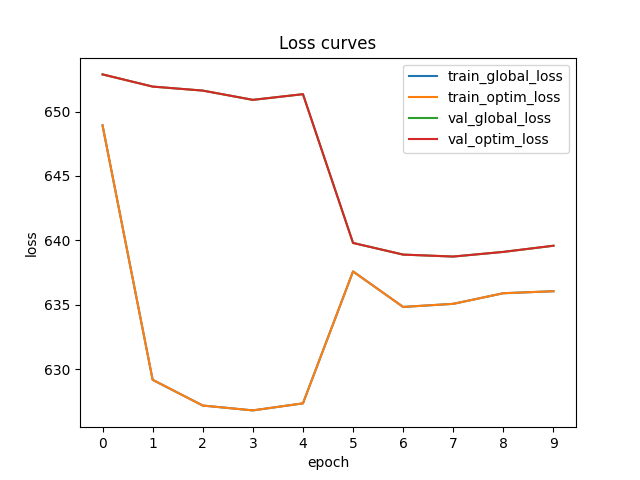 Loss curves
train_global_loss
train_optim_loss
val_global_loss
val_optim_loss
loss
650
645
640
635
630
0 1 2 3 4 5 6 7 8 9
epoch